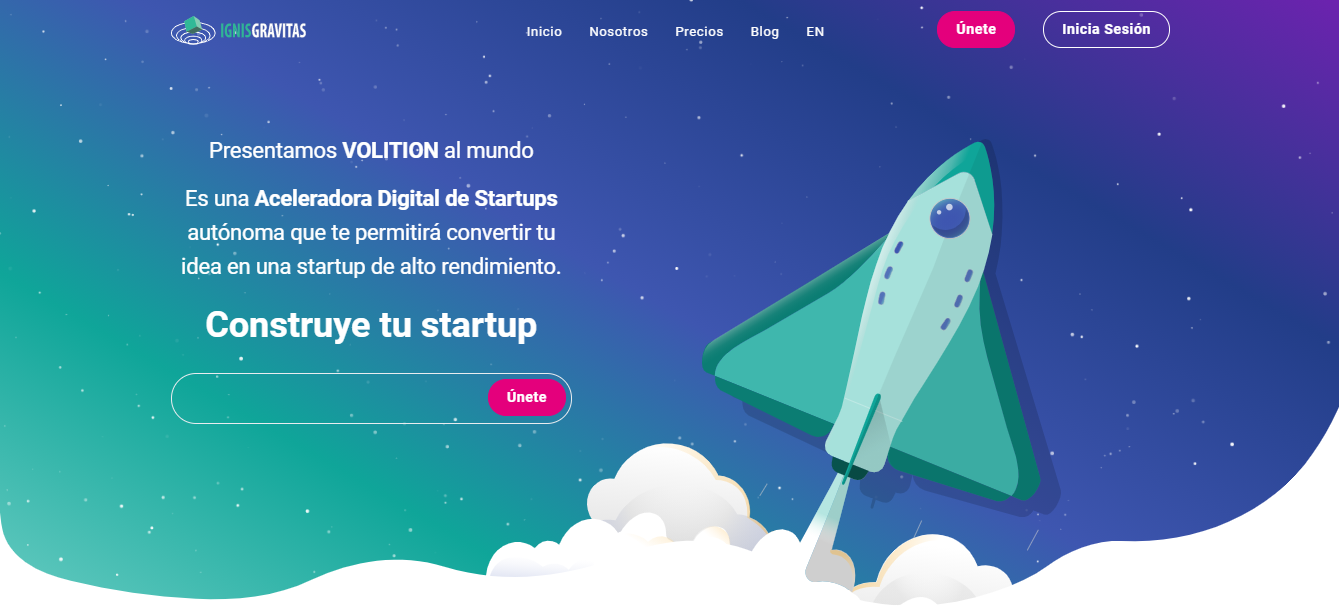 IGNISGRAVITAS
Inicio Nosotros Precios Blog EN
Únete
Inicia Sesión
Presentamos VOLITION al mundo
Es una Aceleradora Digital de Startups
autónoma que te permitirá convertir tu
idea en una startup de alto rendimiento.
Construye tu startup
Únete